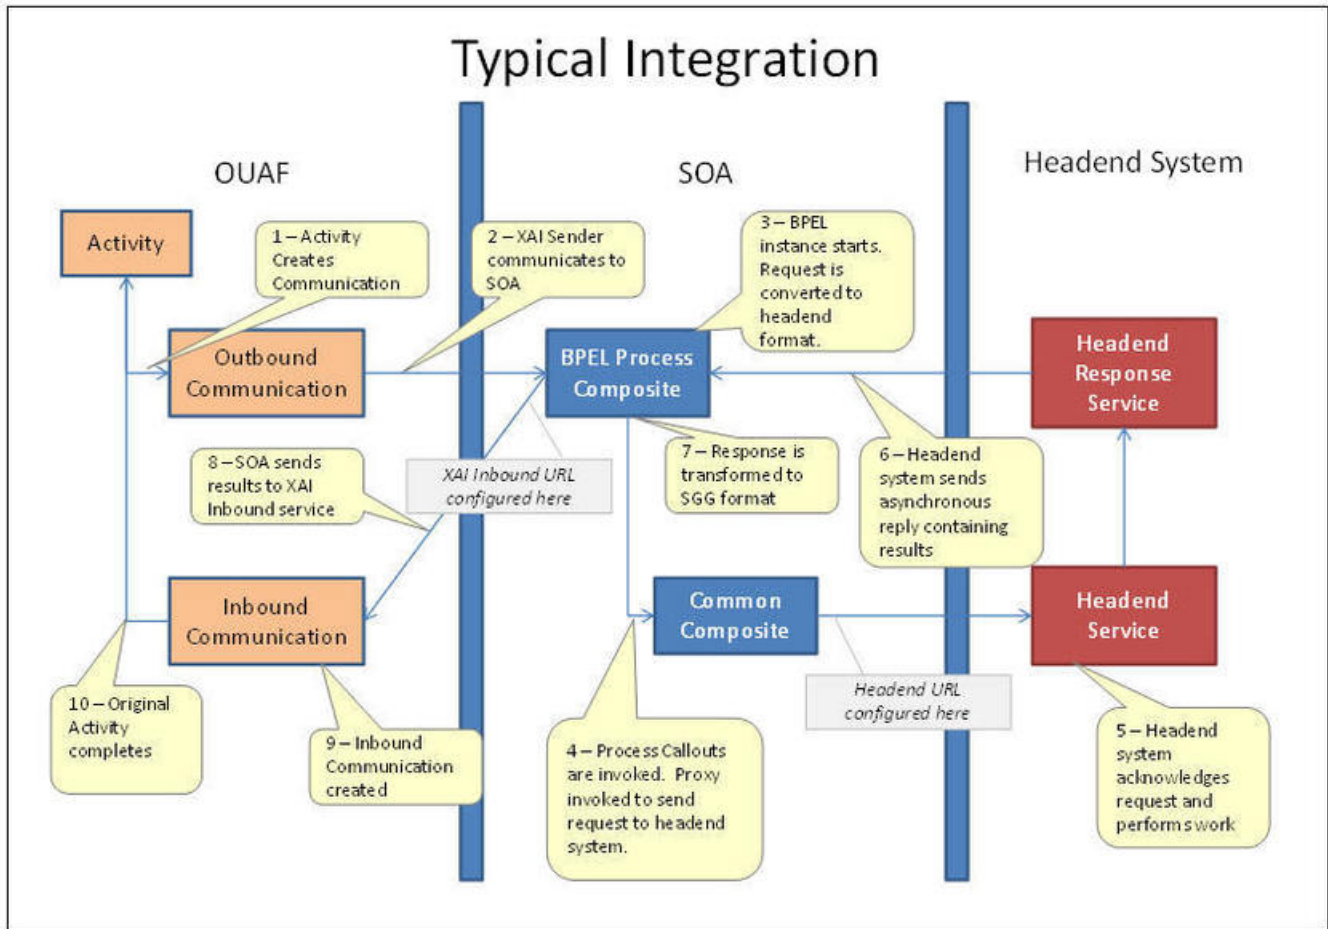 Typical Integration
OUAF
SOA
Headend System
Activity
1 – Activity
Creates
Communication
2 – XAI Sender
communicates to
SOA
3 – BPEL
instance starts.
Request is
converted to
headend
format.
Outbound
Communication
BPEL Process
Composite
Headend
Response
Service
8 – SOA sends
results to XAI
Inbound service
XAI Inbound URL
configured here
7 – Response is
transformed to
SGG format
6 – Headend
system sends
asynchronous
reply containing
results
Inbound
Communication
Common
Composite
Headend
Service
10 – Original
Activity
completes
9 – Inbound
Communication
created
4 – Process Callouts
are invoked.  Proxy
invoked to send
request to headend
system.
Headend URL
configured here
5 – Headend
system
acknowledges
request and
performs work